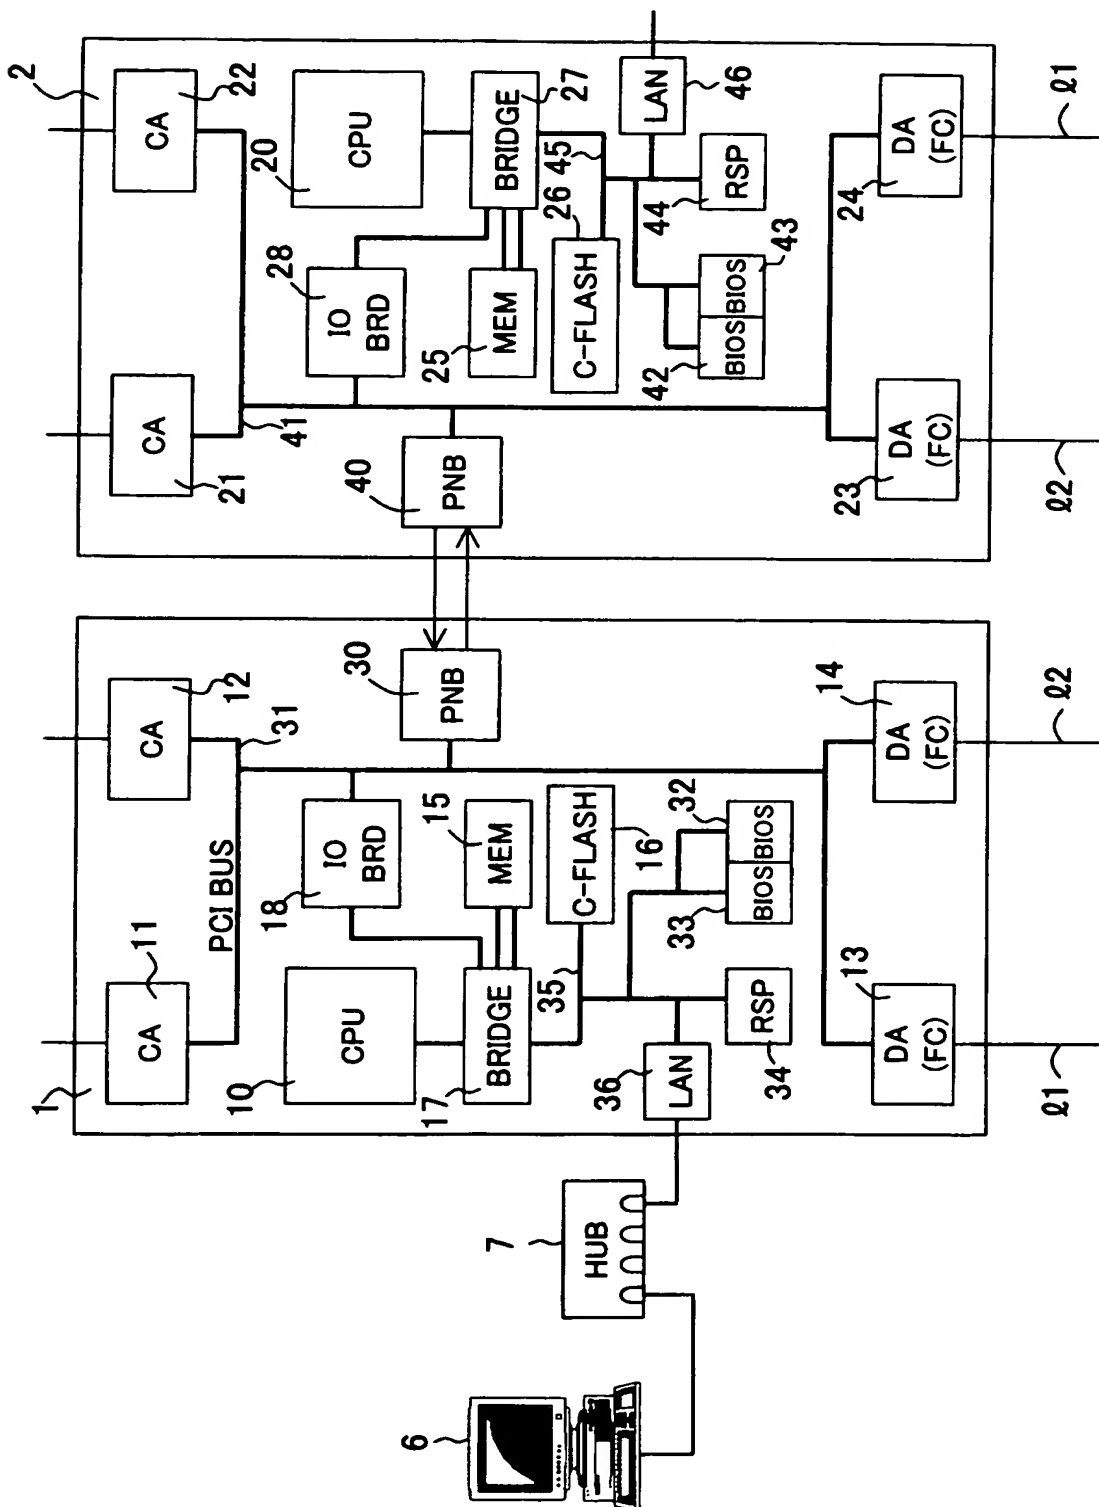 1
CA
11
PCI BUS
CA
12
31
10
CPU
18
IO
BRD
15
MEM
17
BRIDGE
35
C-FLASH
16
30
PNB
36
LAN
34
RSP
33
BIOS
BIOS
32
13
DA
(FC)
14
DA
(FC)
ℓ1
ℓ2
6
7
HUB
2
CA
21
41
CA
22
20
CPU
28
IO
BRD
25
MEM
BRIDGE
27
26
C-FLASH
45
40
PNB
42
BIOS
BIOS
43
44
RSP
LAN
46
23
DA
(FC)
24
DA
(FC)
ℓ2
ℓ1